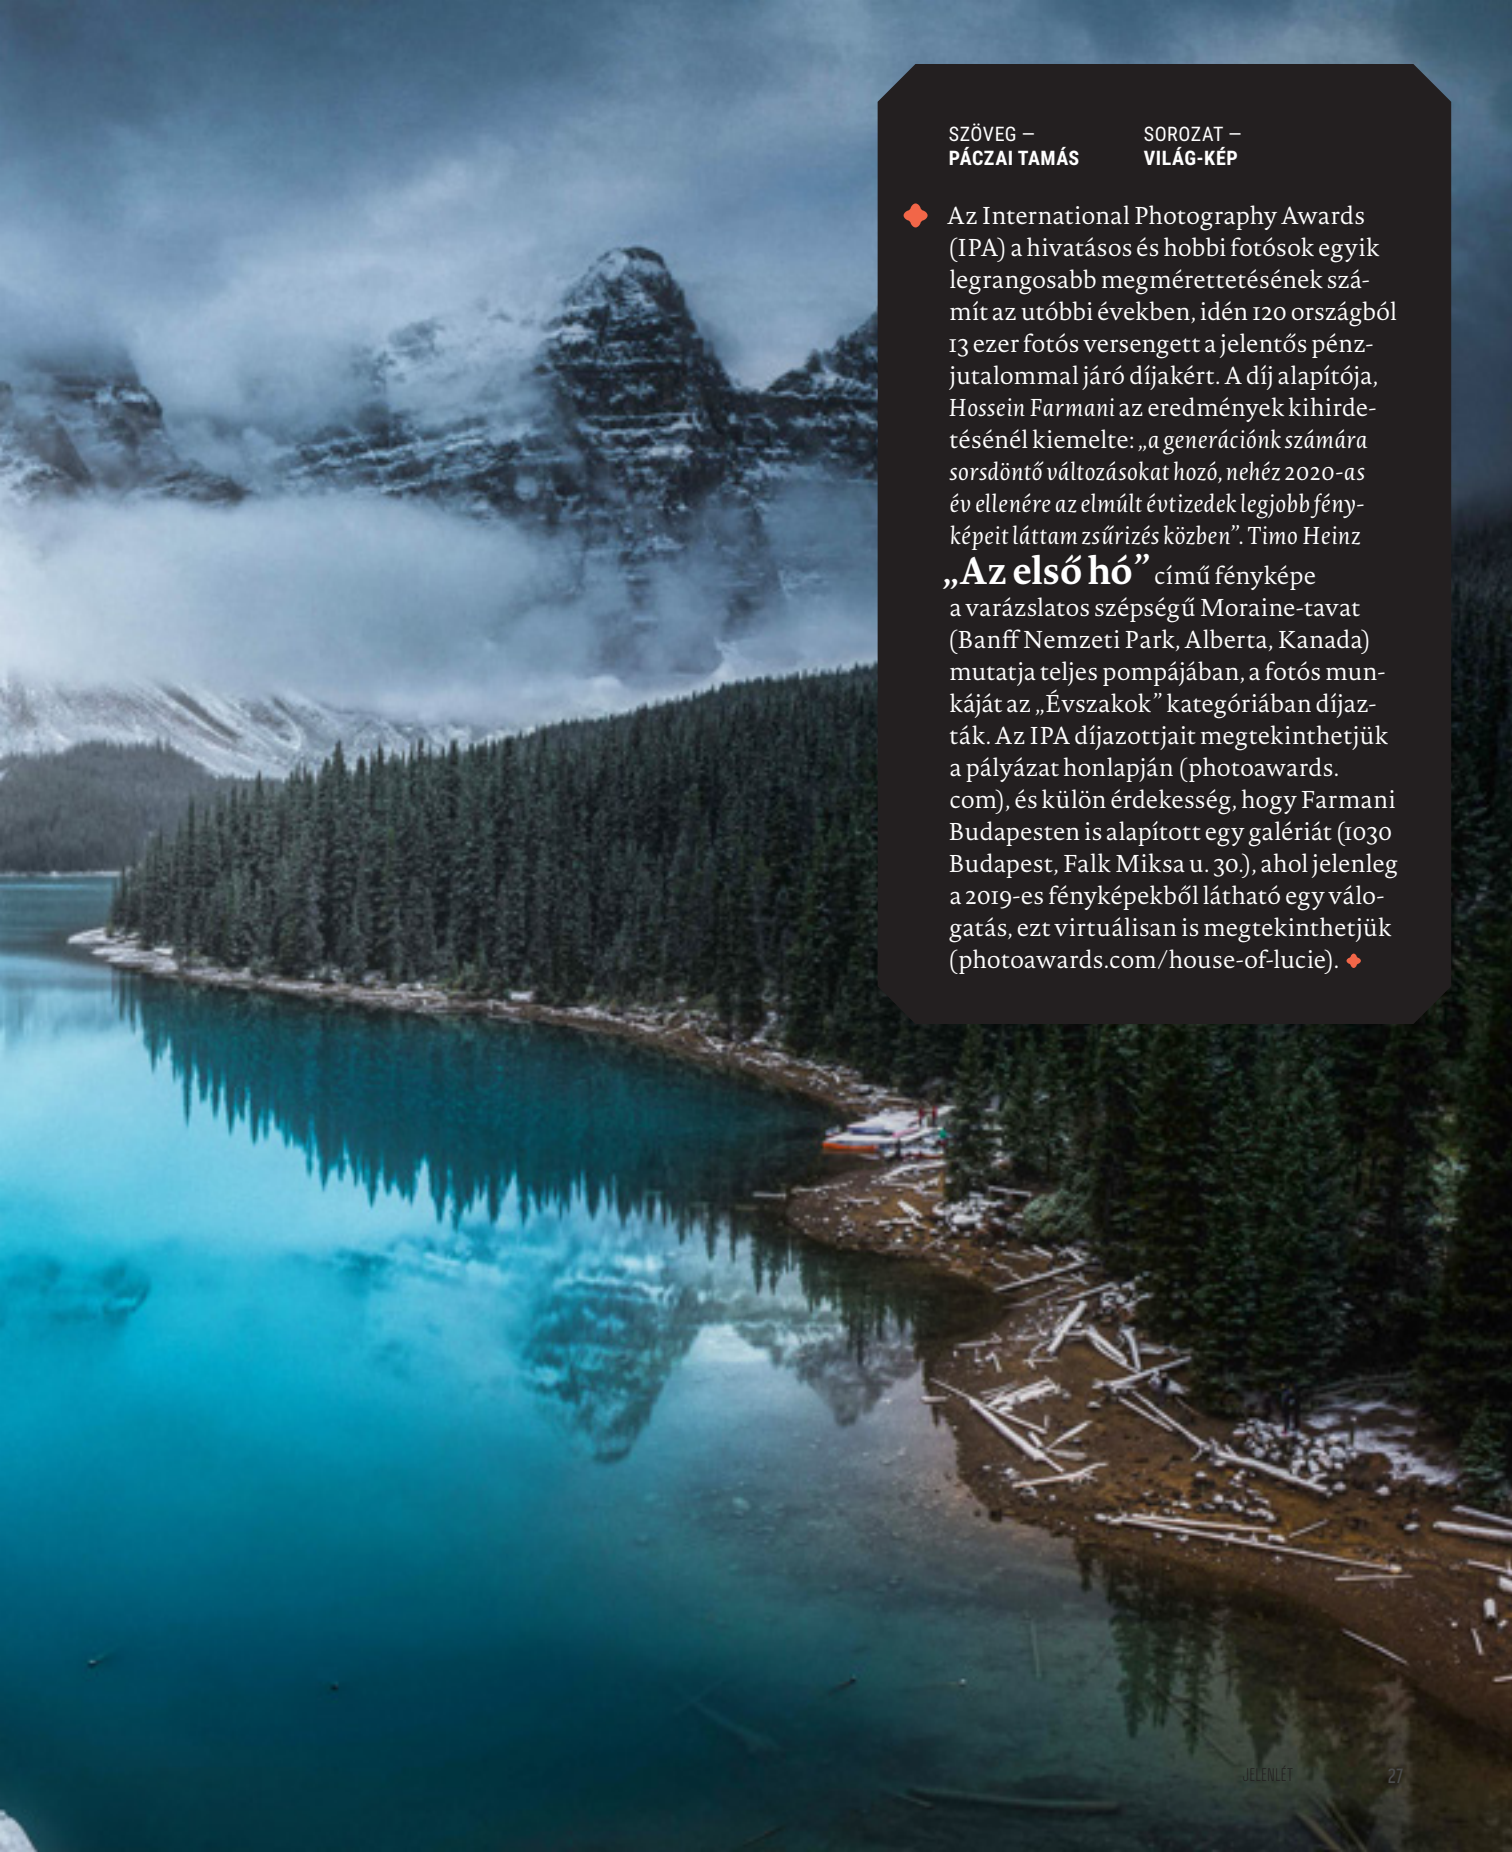 SZÖVEG —
PÁCZAI TAMÁS
SOROZAT —
VILÁG-KÉP
Az International Photography Awards
(IPA) a hivatásos és hobbi fotósok egyik
legrangosabb megmérettetésének szá-
mít az utóbbi években, idén 120 országból
13 ezer fotós versengett a jelentős pénz-
jutalommal járó díjakért. A díj alapítója,
Hossein Farmani az eredmények kihirde-
tésénél kiemelte: „a generációnk számára
sorsdöntő változásokat hozó, nehéz 2020-as
év ellenére az elmúlt évtizedek legjobb fény-
képeit láttam zsűrizés közben”. Timo Heinz
„Az első hó” című fényképe
a varázslatos szépségű Moraine-tavat
(Banff Nemzeti Park, Alberta, Kanada)
mutatja teljes pompájában, a fotós mun-
káját az „Évszakok” kategóriában díjaz-
ták. Az IPA díjazottjait megtekinthetjük
a pályázat honlapján (photoawards.
com), és külön érdekesség, hogy Farmani
Budapesten is alapított egy galériát (1030
Budapest, Falk Miksa u. 30.), ahol jelenleg
a 2019-es fényképekből látható egy válo-
gatás, ezt virtuálisan is megtekinthetjük
(photoawards.com/house-of-lucie).
JELENLÉT
27